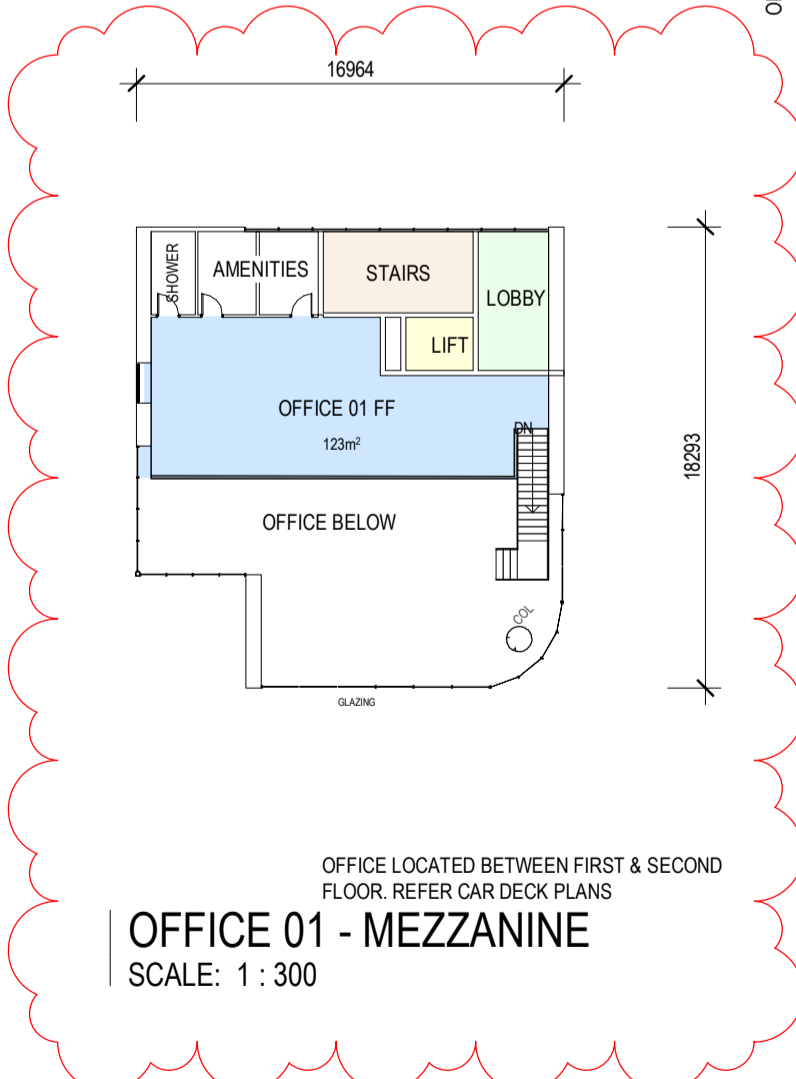 16964
SHOWER
AMENITIES
STAIRS
LOBBY
LIFT
OFFICE 01 FF
123m²
DN
18293
OFFICE BELOW
COL
GLAZING
OFFICE LOCATED BETWEEN FIRST & SECOND
FLOOR. REFER CAR DECK PLANS
OFFICE 01 - MEZZANINE
SCALE: 1 : 300